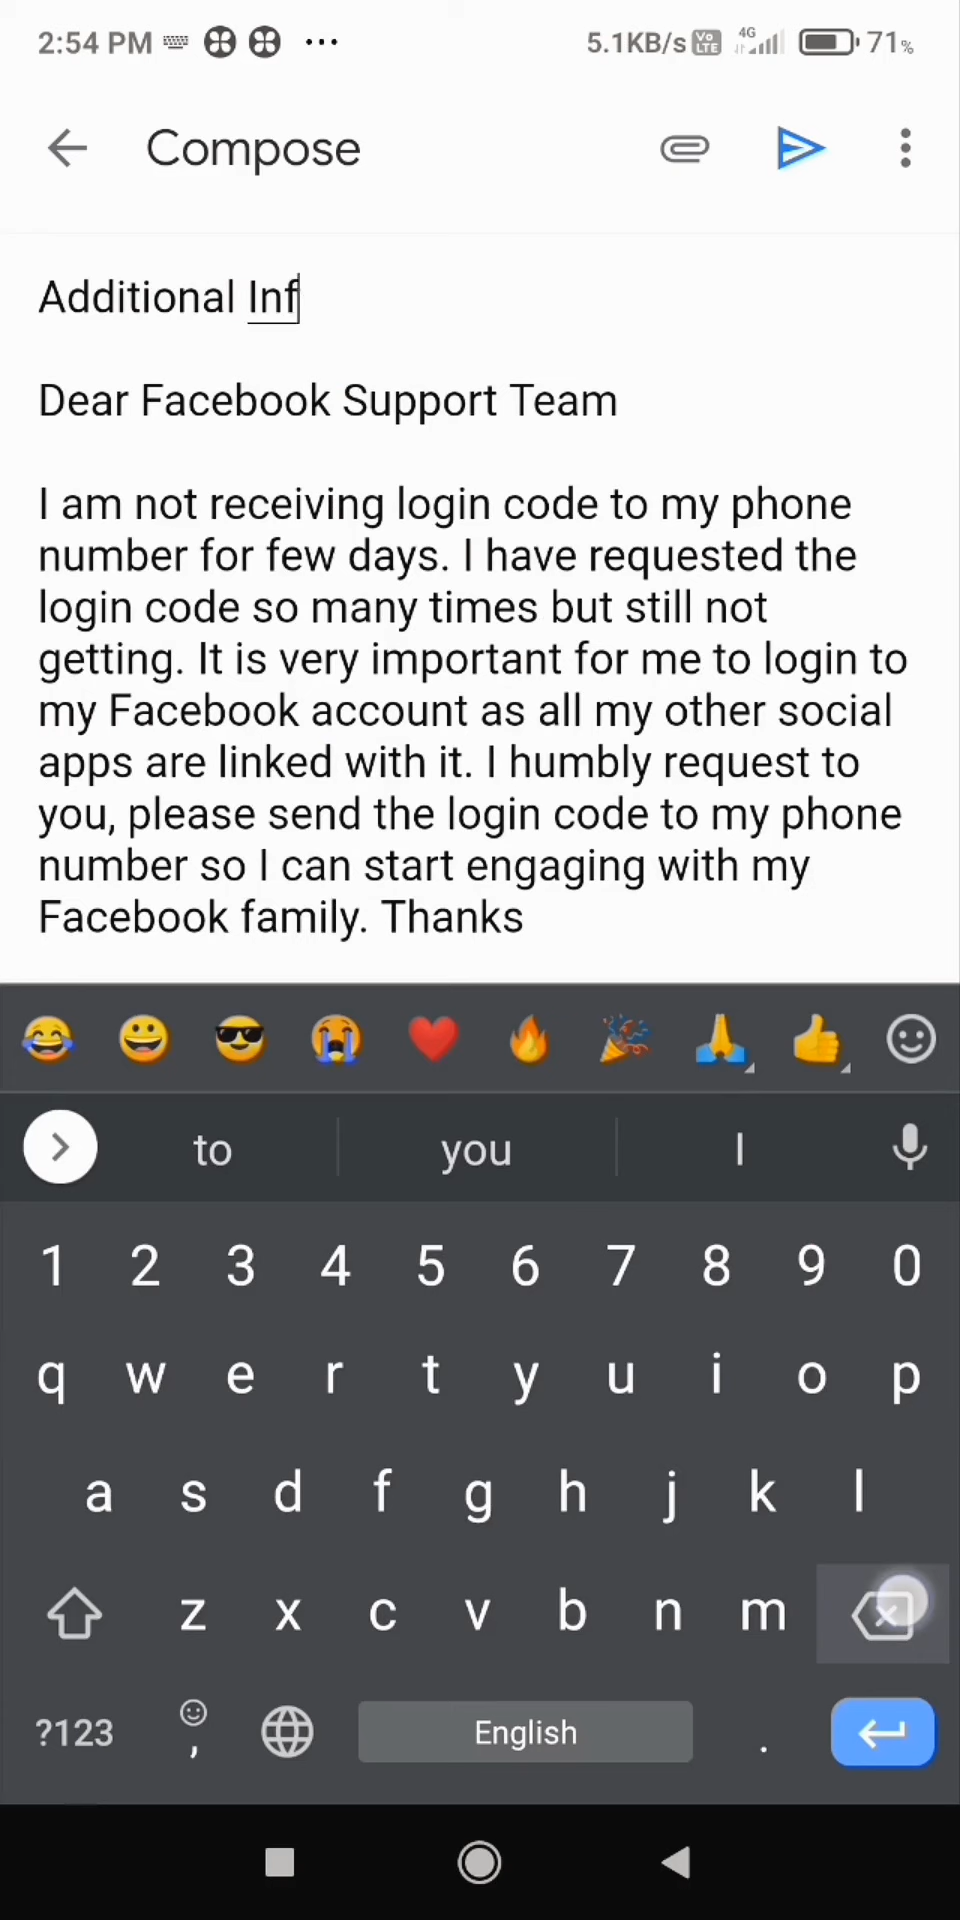 2:54 PM ... 5.1KB/s Vo LTE 4G 71%
Compose
Additional Inf
Dear Facebook Support Team
I am not receiving login code to my phone
number for few days. I have requested the
login code so many times but still not
getting. It is very important for me to login to
my Facebook account as all my other social
apps are linked with it. I humbly request to
you, please send the login code to my phone
number so I can start engaging with my
Facebook family. Thanks
to you I
1 2 3 4 5 6 7 8 9 0
q w e r t y u i o p
a s d f g h j k l
z x c v b n m
?123 , English .